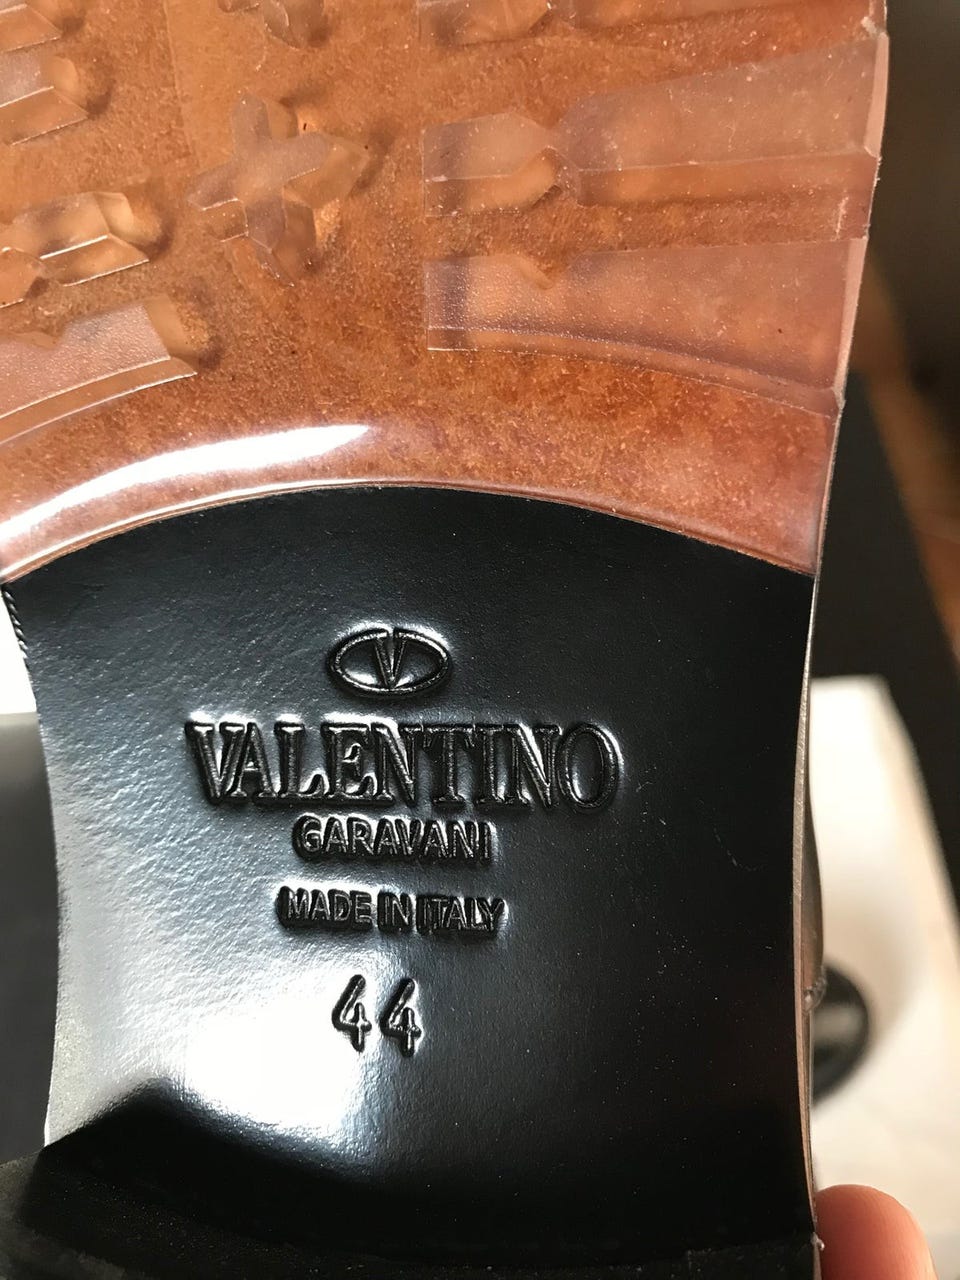 V
VALENTINO
GARAVANI
MADE IN ITALY
44